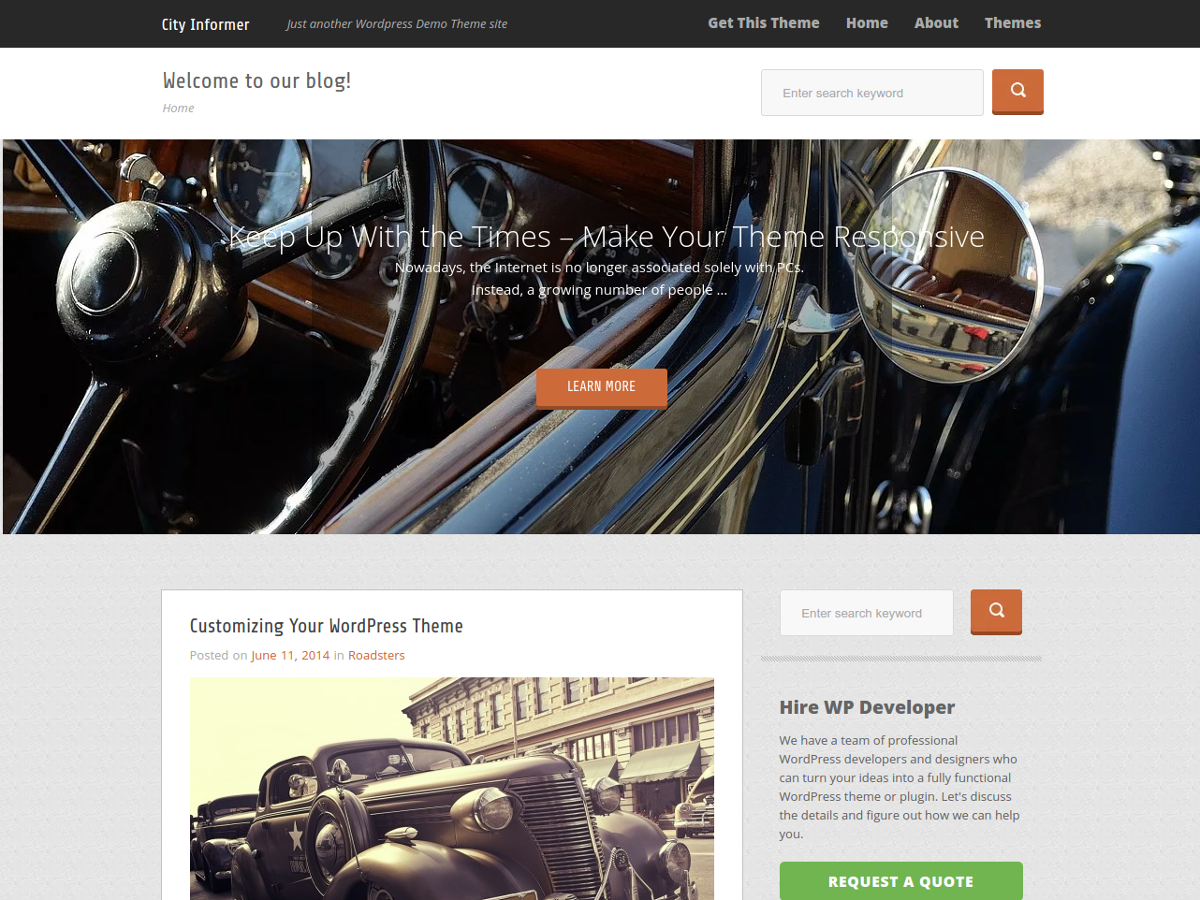 City Informer
Just another Wordpress Demo Theme site
Get This Theme
Home
About
Themes
Welcome to our blog!
Home
Enter search keyword
Keep Up With the Times – Make Your Theme Responsive
Nowadays, the Internet is no longer associated solely with PCs.
Instead, a growing number of people ...
LEARN MORE
Customizing Your WordPress Theme
Posted on June 11, 2014 in Roadsters
Enter search keyword
Hire WP Developer
We have a team of professional
WordPress developers and designers who
can turn your ideas into a fully functional
WordPress theme or plugin. Let's discuss
the details and figure out how we can help
you.
REQUEST A QUOTE